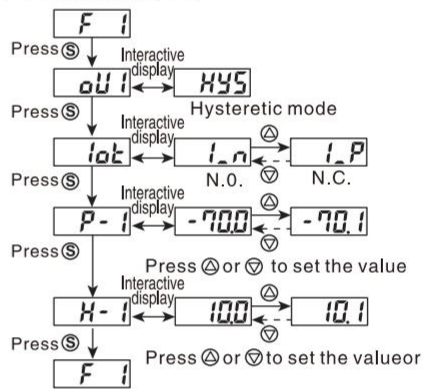 F 1
Press Ⓢ
Interactive
display
oU1 HYS
Press Ⓢ
Hysteretic mode
Interactive
display
1ot 1_n 1_P
Press Ⓢ
N.0. N.C.
Interactive
display
P-1 -70.0 -70.1
Press Ⓢ
Press or to set the value
Interactive
display
H-1 10.0 10.1
Press Ⓢ
Press or to set the valueor
F 1